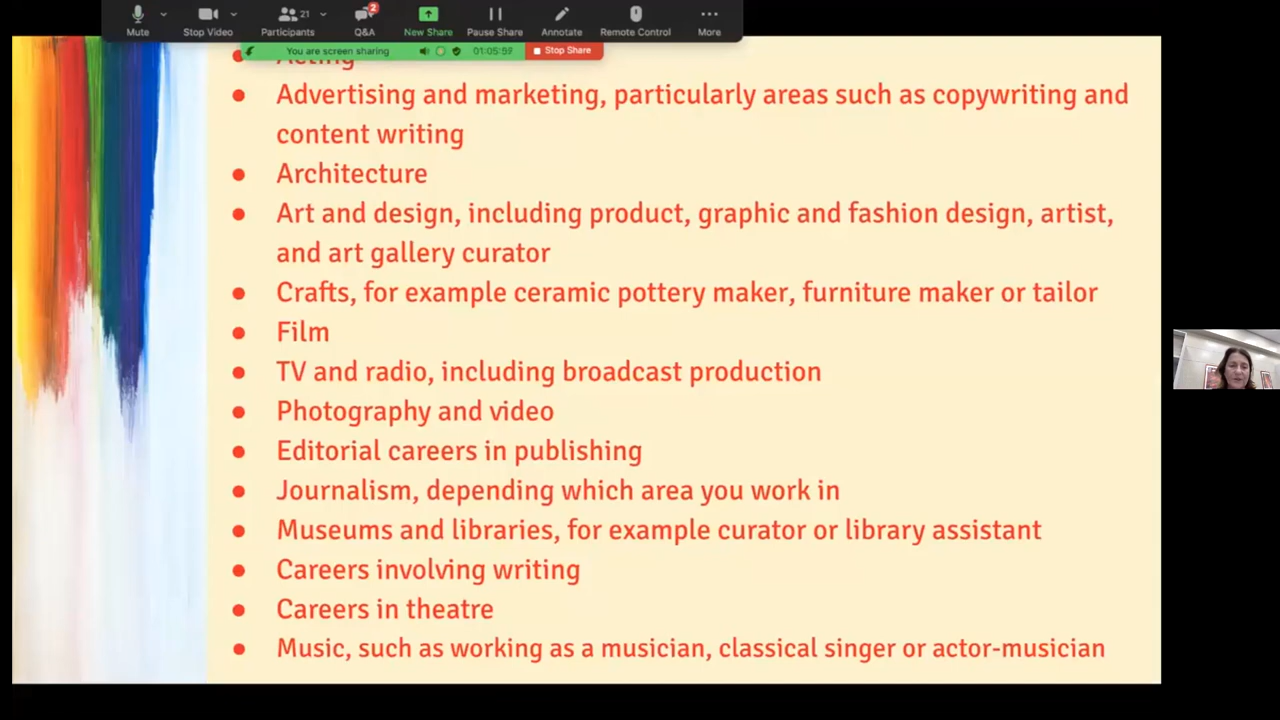 21
2
Mute
Stop Video
Participants
Q&A
New Share
Pause Share
Annotate
Remote Control
More
You are screen sharing
01:05:59
Stop Share
Acting
Advertising and marketing, particularly areas such as copywriting and
content writing
Architecture
Art and design, including product, graphic and fashion design, artist,
and art gallery curator
Crafts, for example ceramic pottery maker, furniture maker or tailor
Film
TV and radio, including broadcast production
Photography and video
Editorial careers in publishing
Journalism, depending which area you work in
Museums and libraries, for example curator or library assistant
Careers involving writing
Careers in theatre
Music, such as working as a musician, classical singer or actor-musician